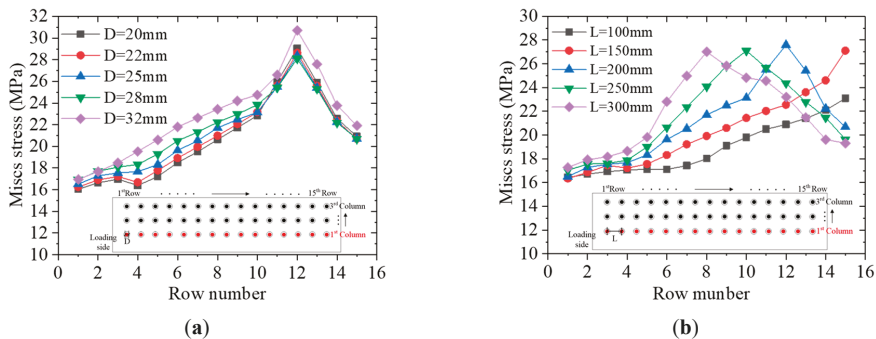 32
30
28
26
24
22
20
18
16
14
12
10
Miscs stress (MPa)
D=20mm
D=22mm
D=25mm
D=28mm
D=32mm
1st Row
15th Row
3rd Column
Loading
side
D
1st Column
0 2 4 6 8 10 12 14 16
Row number
(a)
30
28
26
24
22
20
18
16
14
12
10
Miscs stress (MPa)
L=100mm
L=150mm
L=200mm
L=250mm
L=300mm
1st Row
15th Row
3rd Column
Loading
side
L
1st Column
0 2 4 6 8 10 12 14 16
Row munber
(b)